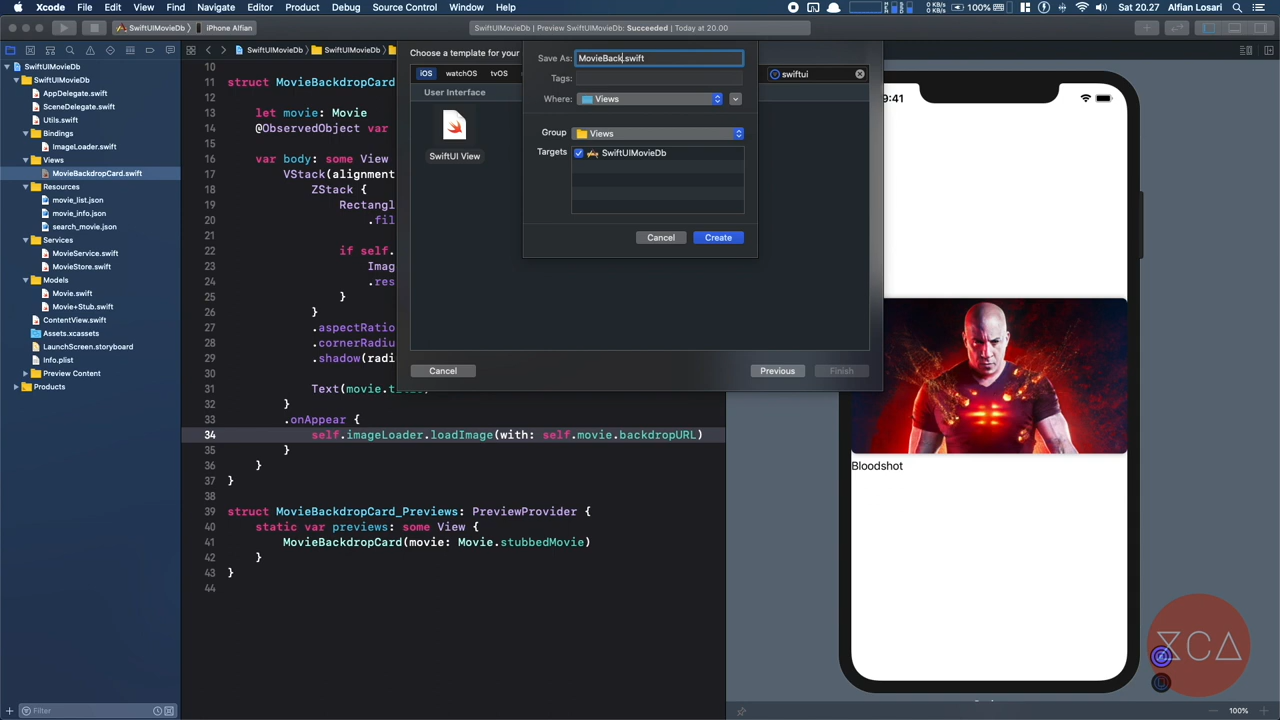 Xcode File Edit View Find Navigate Editor Product Debug Source Control Window Help
0 KB/s 0 KB/s 100% Sat 20.27 Alfian Losari
SwiftUIMovieDb iPhone Alfian
SwiftUIMovieDb | Preview SwiftUIMovieDb: Succeeded | Today at 20.00
SwiftUIMovieDb SwiftUIMovieDb
SwiftUIMovieDb
SwiftUIMovieDb
AppDelegate.swift
SceneDelegate.swift
Utils.swift
Bindings
ImageLoader.swift
Views
MovieBackdropCard.swift
Resources
movie_list.json
movie_info.json
search_movie.json
Services
MovieService.swift
MovieStore.swift
Models
Movie.swift
Movie+Stub.swift
ContentView.swift
Assets.xcassets
LaunchScreen.storyboard
Info.plist
Preview Content
Products
Filter
10
11 struct MovieBackdropCard
12
13 let movie: Movie
14 @ObservedObject var
15
16 var body: some View
17 VStack(alignment
18 ZStack {
19 Rectangl
20 .fil
21
22 if self.
23 Imag
24 .res
25 }
26 }
27 .aspectRatio
28 .cornerRadiu
29 .shadow(radi
30
31 Text(movie.title)
32 }
33 .onAppear {
34 self.imageLoader.loadImage(with: self.movie.backdropURL)
35 }
36 }
37 }
38
39 struct MovieBackdropCard_Previews: PreviewProvider {
40 static var previews: some View {
41 MovieBackdropCard(movie: Movie.stubbedMovie)
42 }
43 }
44
Choose a template for your
iOS watchOS tvOS
swiftui
User Interface
SwiftUI View
Cancel Previous Finish
Save As: MovieBack.swift
Tags:
Where: Views
Group Views
Targets SwiftUIMovieDb
Cancel Create
9:41
Bloodshot
XCA
100%